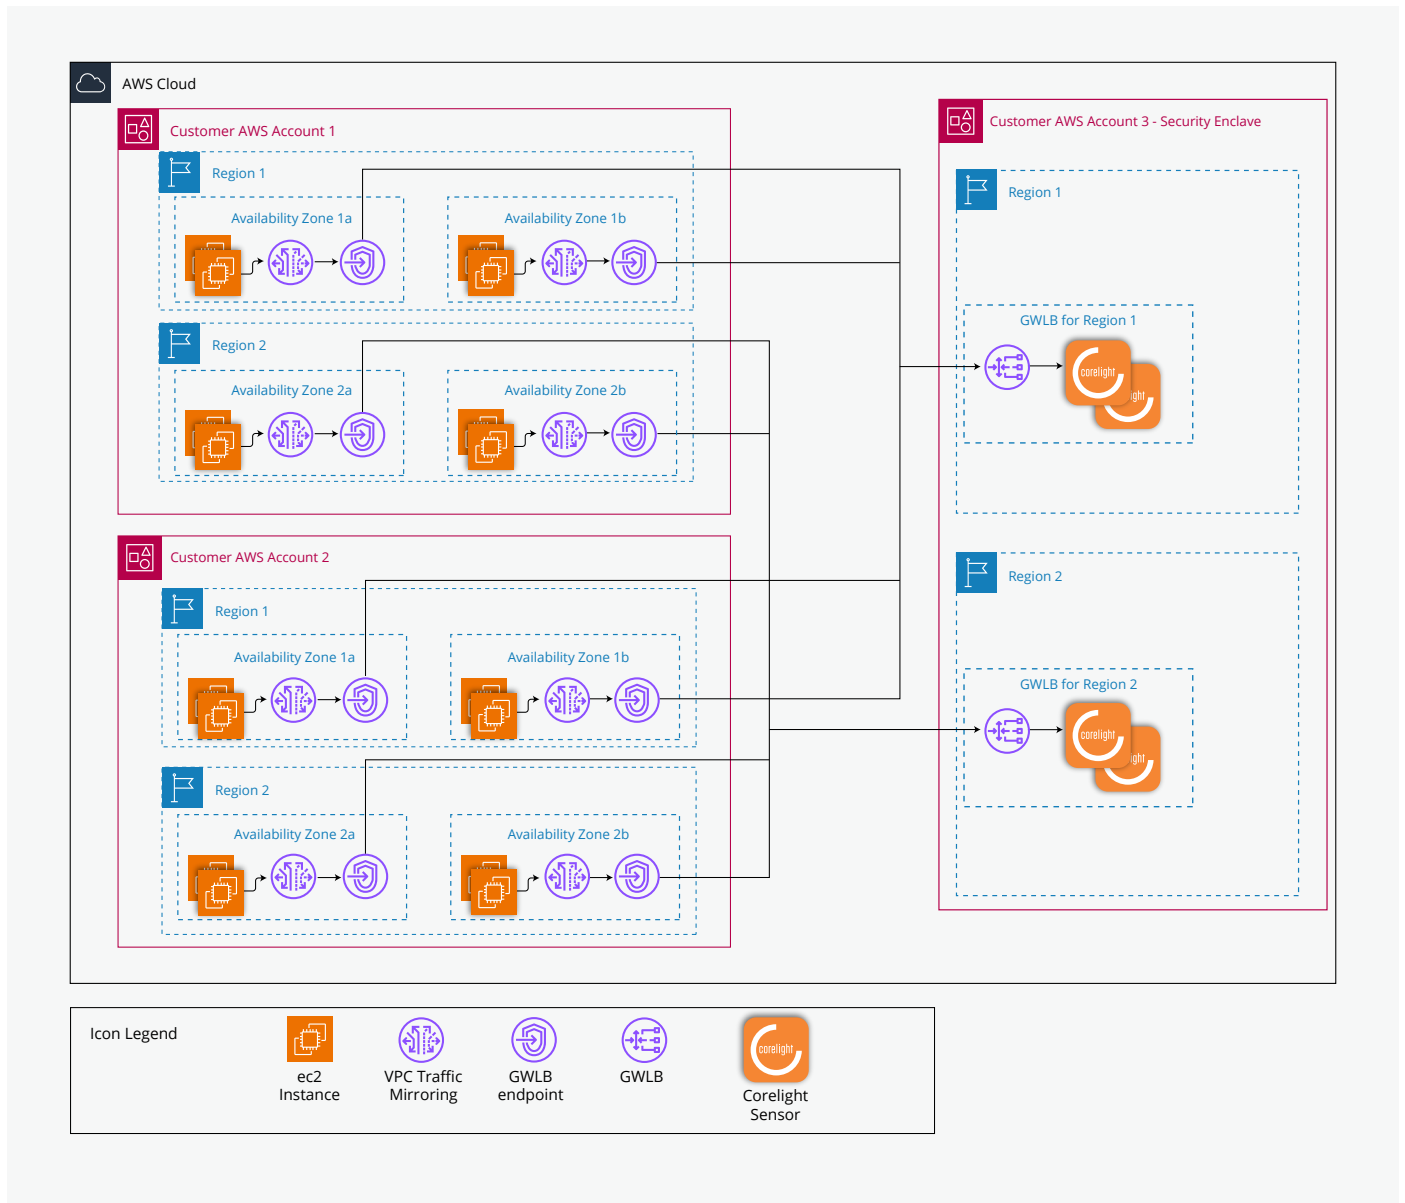 AWS Cloud
Customer AWS Account 1
Region 1
Availability Zone 1a
Availability Zone 1b
Region 2
Availability Zone 2a
Availability Zone 2b
Customer AWS Account 2
Region 1
Availability Zone 1a
Availability Zone 1b
Region 2
Availability Zone 2a
Availability Zone 2b
Customer AWS Account 3 - Security Enclave
Region 1
GWLB for Region 1
corelight
ght
Region 2
GWLB for Region 2
corelight
ght
Icon Legend
ec2
Instance
VPC Traffic
Mirroring
GWLB
endpoint
GWLB
corelight
Corelight
Sensor